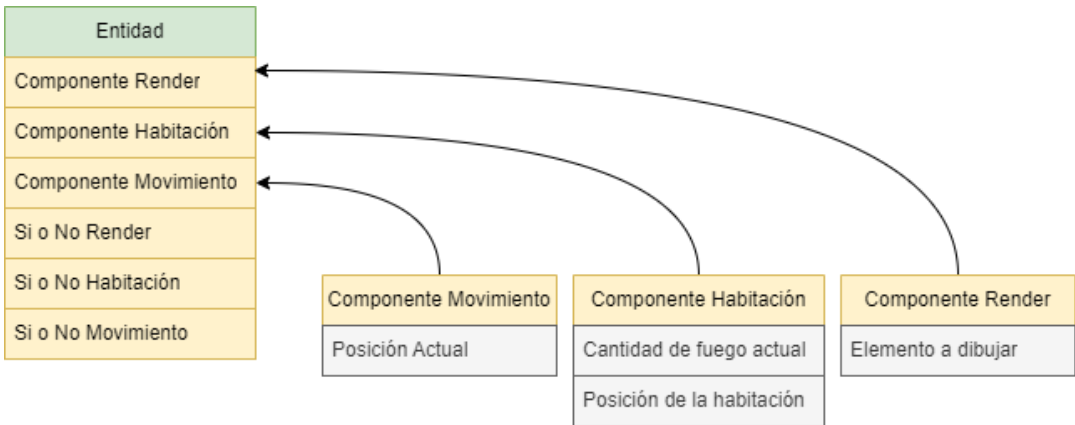 Entidad
Componente Render
Componente Habitación
Componente Movimiento
Si o No Render
Si o No Habitación
Si o No Movimiento
Componente Movimiento
Posición Actual
Componente Habitación
Cantidad de fuego actual
Posición de la habitación
Componente Render
Elemento a dibujar